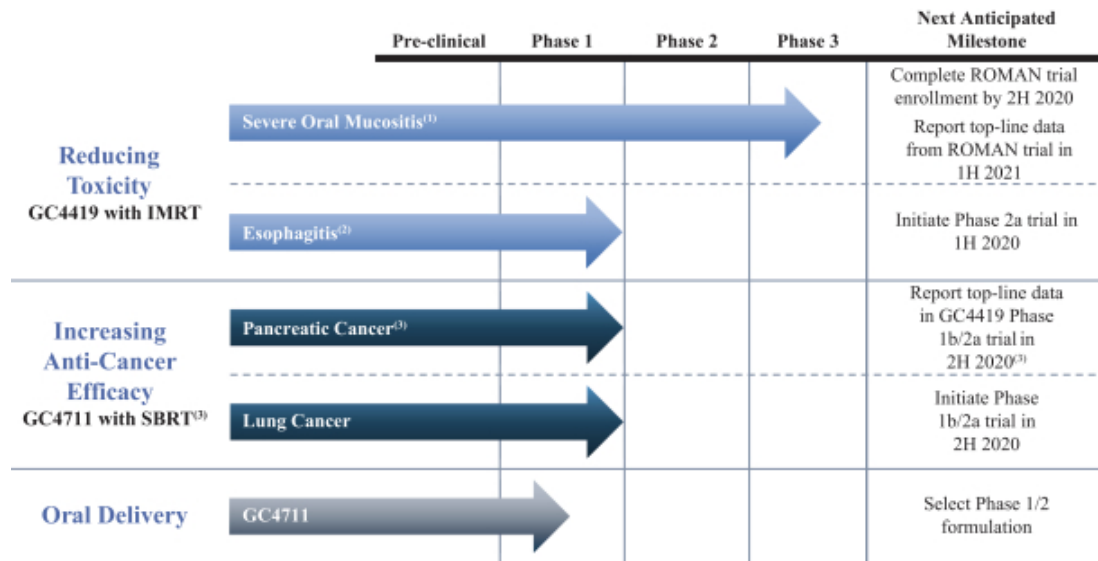 Pre-clinical Phase 1 Phase 2 Phase 3 Next Anticipated
Milestone
Reducing
Toxicity
GC4419 with IMRT
Severe Oral Mucositis(1)
Complete ROMAN trial
enrollment by 2H 2020
Report top-line data
from ROMAN trial in
1H 2021
Esophagitis(2)
Initiate Phase 2a trial in
1H 2020
Increasing
Anti-Cancer
Efficacy
GC4711 with SBRT(3)
Pancreatic Cancer(3)
Report top-line data
in GC4419 Phase
1b/2a trial in
2H 2020(3)
Lung Cancer
Initiate Phase
1b/2a trial in
2H 2020
Oral Delivery
GC4711
Select Phase 1/2
formulation